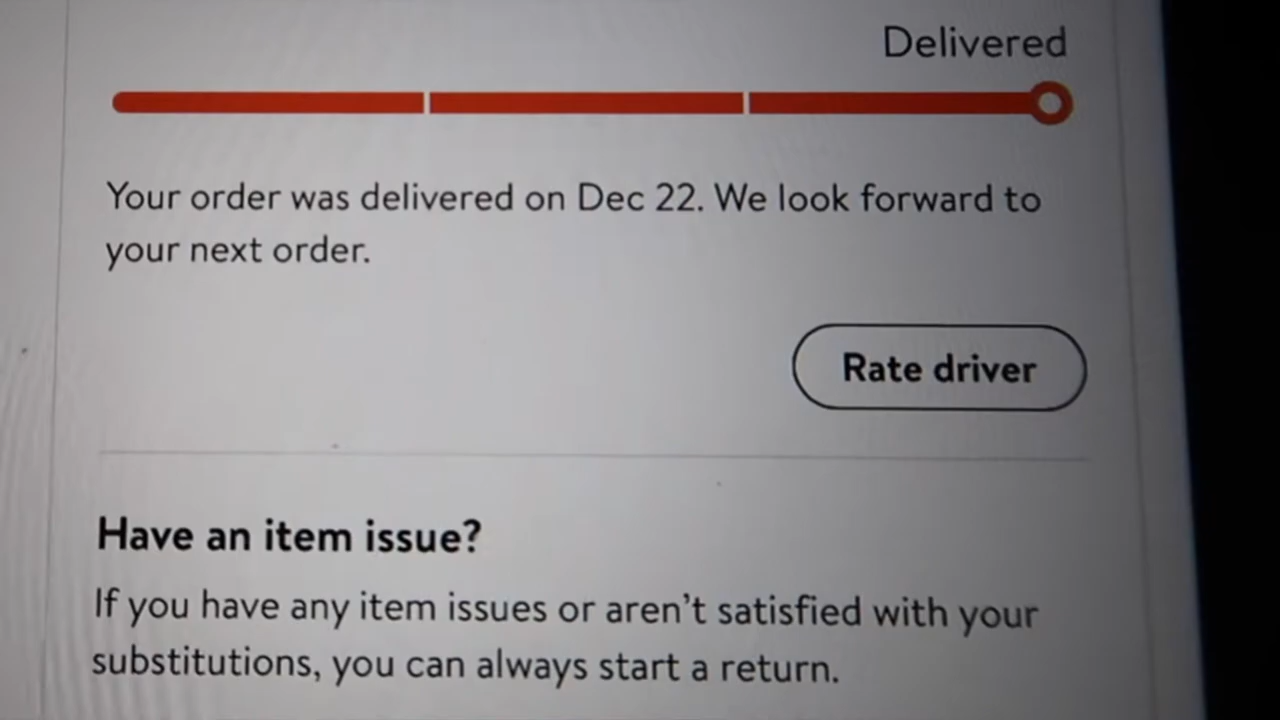 Delivered
Your order was delivered on Dec 22. We look forward to
your next order.
Rate driver
Have an item issue?
If you have any item issues or aren't satisfied with your
substitutions, you can always start a return.